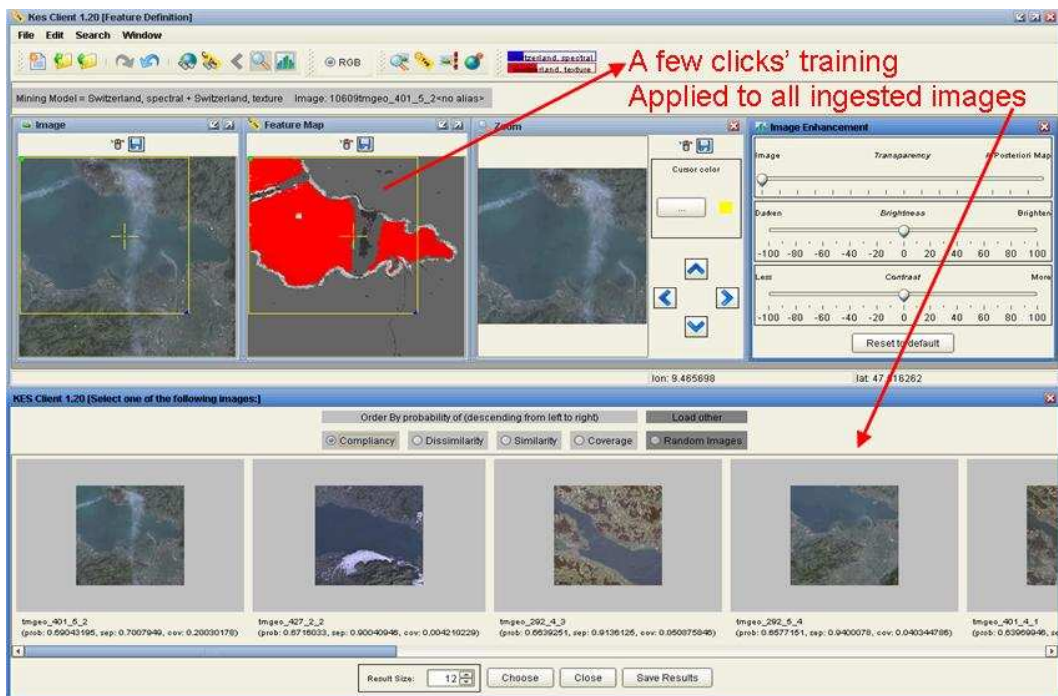 Kes Client 1.20 [Feature Definition]
File Edit Search Window
RGB
itzerland, spectral
itzerland, texture
A few clicks' training
Applied to all ingested images
Mining Model = Switzerland, spectral + Switzerland, texture Image: 10609tmgeo_401_5_2<no alias>
Image
Feature Map
Zoom
Image Enhancement
Cursor color
...
Image Transparency A Posteriori Map
Darken Brightness Brighten
-100 -80 -60 -40 -20 0 20 40 60 80 100
Less Contrast More
-100 -80 -60 -40 -20 0 20 40 60 80 100
Reset to default
lon: 9.465698
KES Client 1.20 [Select one of the following images:]
Order By probability of (descending from left to right) Load other
Compliancy Dissimilarity Similarity Coverage Random Images
tmgeo_401_5_2
(prob: 0.69043195, sep: 0.7007949, cov: 0.20030178)
tmgeo_427_2_2
(prob: 0.6716033, sep: 0.90040946, cov: 0.004210229)
tmgeo_292_4_3
(prob: 0.6639251, sep: 0.9136126, cov: 0.050875846)
tmgeo_292_5_4
(prob: 0.6577151, sep: 0.9400078, cov: 0.040344786)
tmgeo_401_4_1
Result Size: 12 Choose Close Save Results